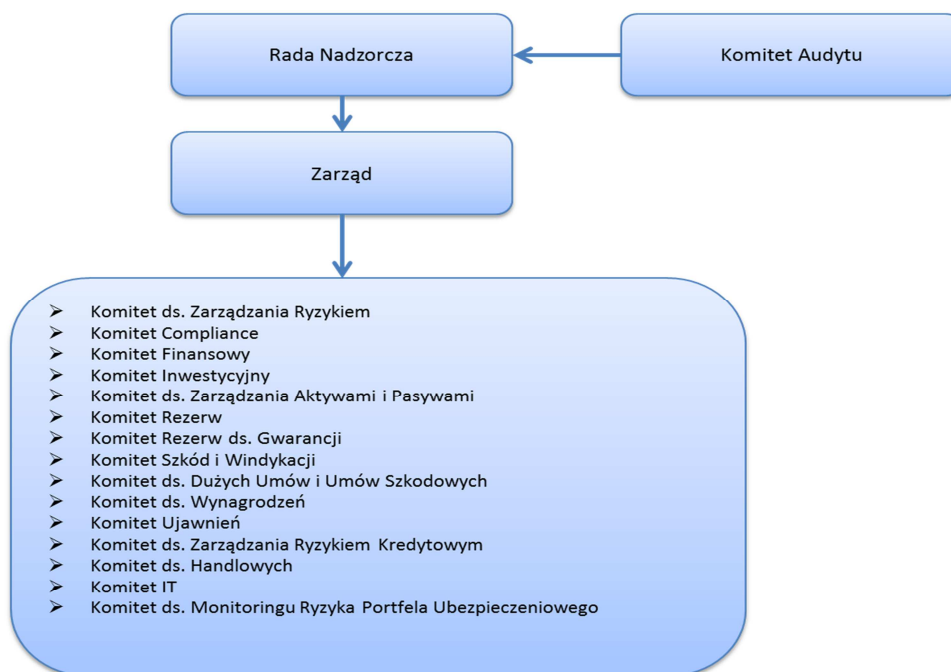 Rada Nadzorcza
Komitet Audytu
Zarząd
➢ Komitet ds. Zarządzania Ryzykiem
➢ Komitet Compliance
➢ Komitet Finansowy
➢ Komitet Inwestycyjny
➢ Komitet ds. Zarządzania Aktywami i Pasywami
➢ Komitet Rezerw
➢ Komitet Rezerw ds. Gwarancji
➢ Komitet Szkód i Windykacji
➢ Komitet ds. Dużych Umów i Umów Szkodowych
➢ Komitet ds. Wynagrodzeń
➢ Komitet Ujawnień
➢ Komitet ds. Zarządzania Ryzykiem Kredytowym
➢ Komitet ds. Handlowych
➢ Komitet IT
➢ Komitet ds. Monitoringu Ryzyka Portfela Ubezpieczeniowego